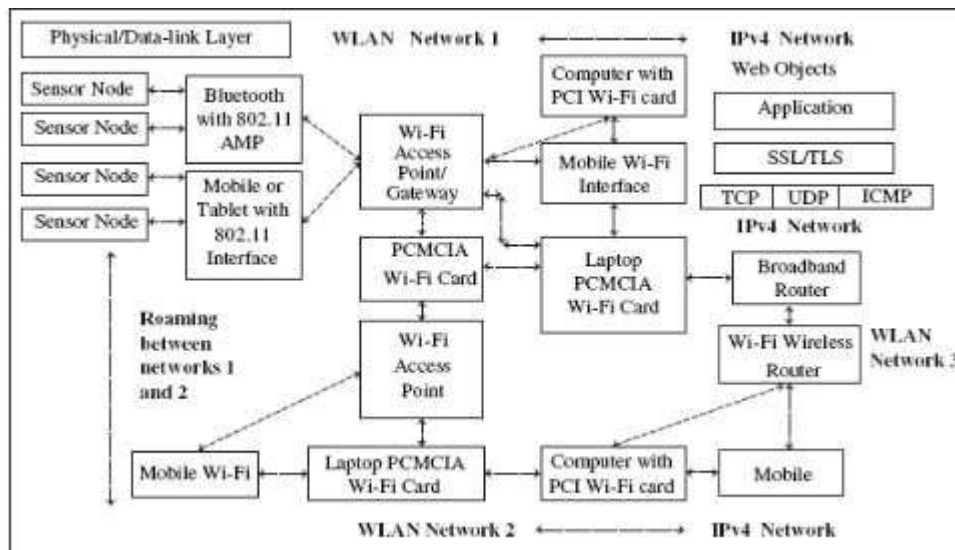 Physical/Data-link Layer
WLAN Network 1
IPv4 Network
Sensor Node
Sensor Node
Sensor Node
Sensor Node
Bluetooth
with 802.11
AMP
Mobile or
Tablet with
802.11
Interface
Wi-Fi
Access
Point/
Gateway
Computer with
PCI Wi-Fi card
Mobile Wi-Fi
Interface
Web Objects
Application
SSL/TLS
TCP
UDP
ICMP
IPv4 Network
PCMCIA
Wi-Fi Card
Laptop
PCMCIA
Wi-Fi Card
Broadband
Router
Roaming
between
networks 1
and 2
Wi-Fi
Access
Point
Wi-Fi Wireless
Router
WLAN
Network 3
Mobile Wi-Fi
Laptop PCMCIA
Wi-Fi Card
Computer with
PCI Wi-Fi card
Mobile
WLAN Network 2
IPv4 Network